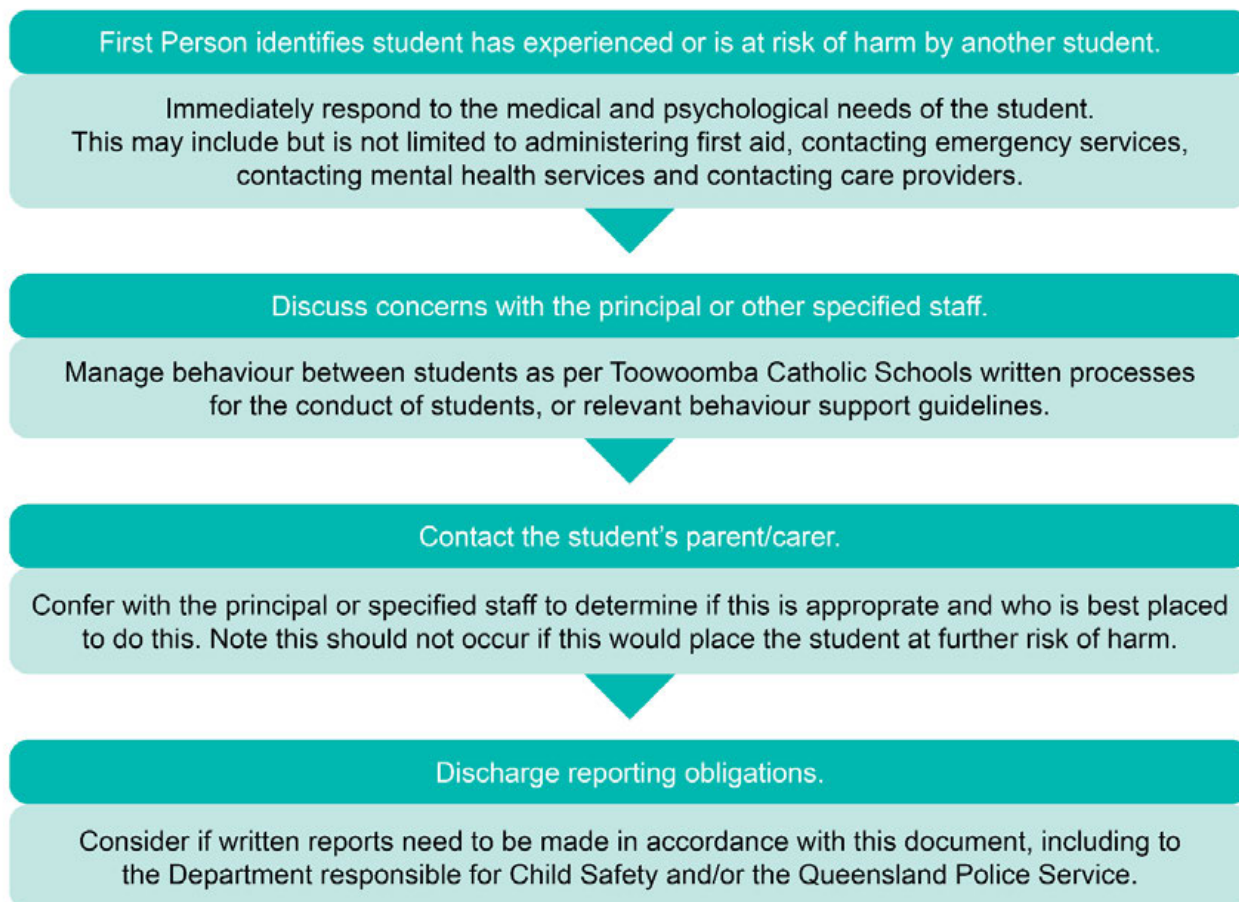 First Person identifies student has experienced or is at risk of harm by another student.
Immediately respond to the medical and psychological needs of the student.
This may include but is not limited to administering first aid, contacting emergency services,
contacting mental health services and contacting care providers.
Discuss concerns with the principal or other specified staff.
Manage behaviour between students as per Toowoomba Catholic Schools written processes
for the conduct of students, or relevant behaviour support guidelines.
Contact the student’s parent/carer.
Confer with the principal or specified staff to determine if this is approprate and who is best placed
to do this. Note this should not occur if this would place the student at further risk of harm.
Discharge reporting obligations.
Consider if written reports need to be made in accordance with this document, including to
the Department responsible for Child Safety and/or the Queensland Police Service.